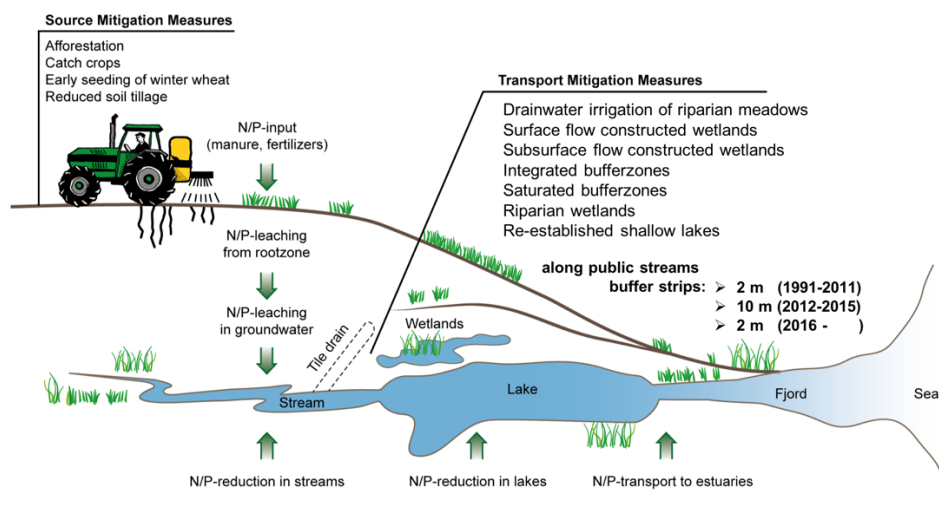 Source Mitigation Measures
Afforestation
Catch crops
Early seeding of winter wheat
Reduced soil tillage
Transport Mitigation Measures
Drainwater irrigation of riparian meadows
Surface flow constructed wetlands
Subsurface flow constructed wetlands
Integrated bufferzones
Saturated bufferzones
Riparian wetlands
Re-established shallow lakes
N/P-input
(manure, fertilizers)
N/P-leaching
from rootzone
along public streams
buffer strips: ➢ 2 m (1991-2011)
➢ 10 m (2012-2015)
➢ 2 m (2016 - )
N/P-leaching
in groundwater
Tile drain
Wetlands
Stream
Lake
Fjord
Sea
N/P-reduction in streams
N/P-reduction in lakes
N/P-transport to estuaries